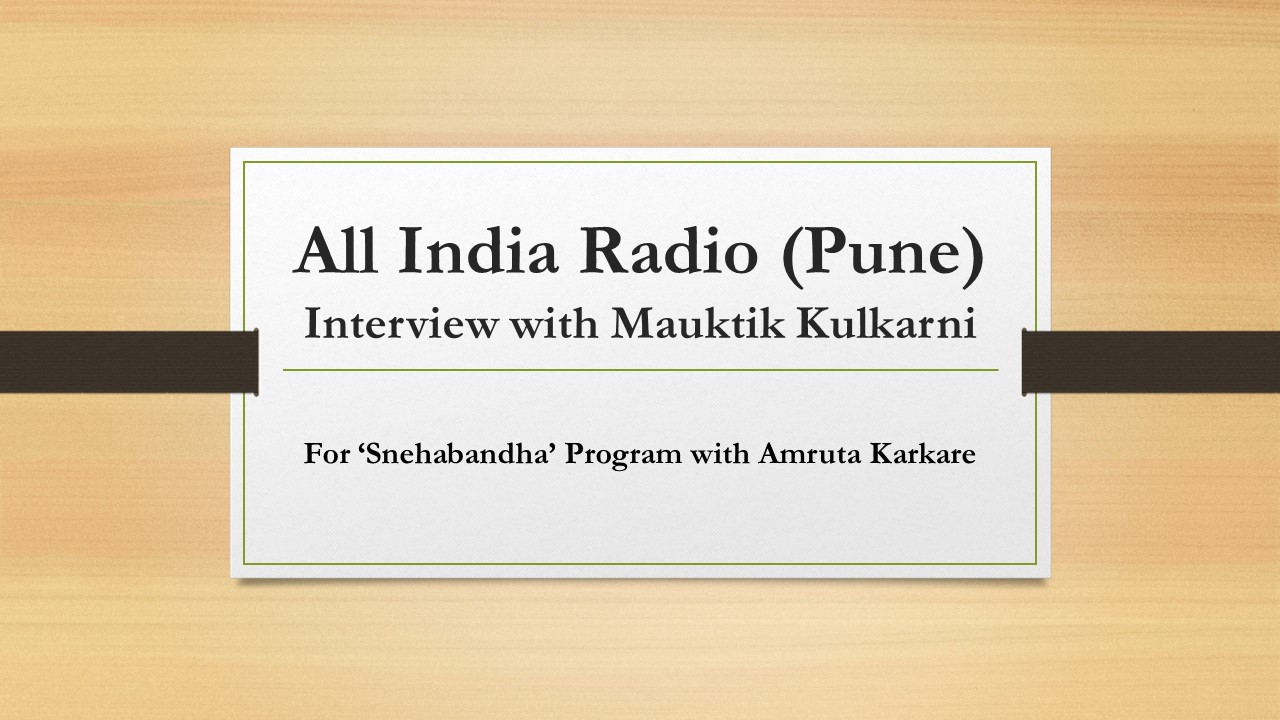 All India Radio (Pune)
Interview with Mauktik Kulkarni
For ‘Snehabandha’ Program with Amruta Karkare